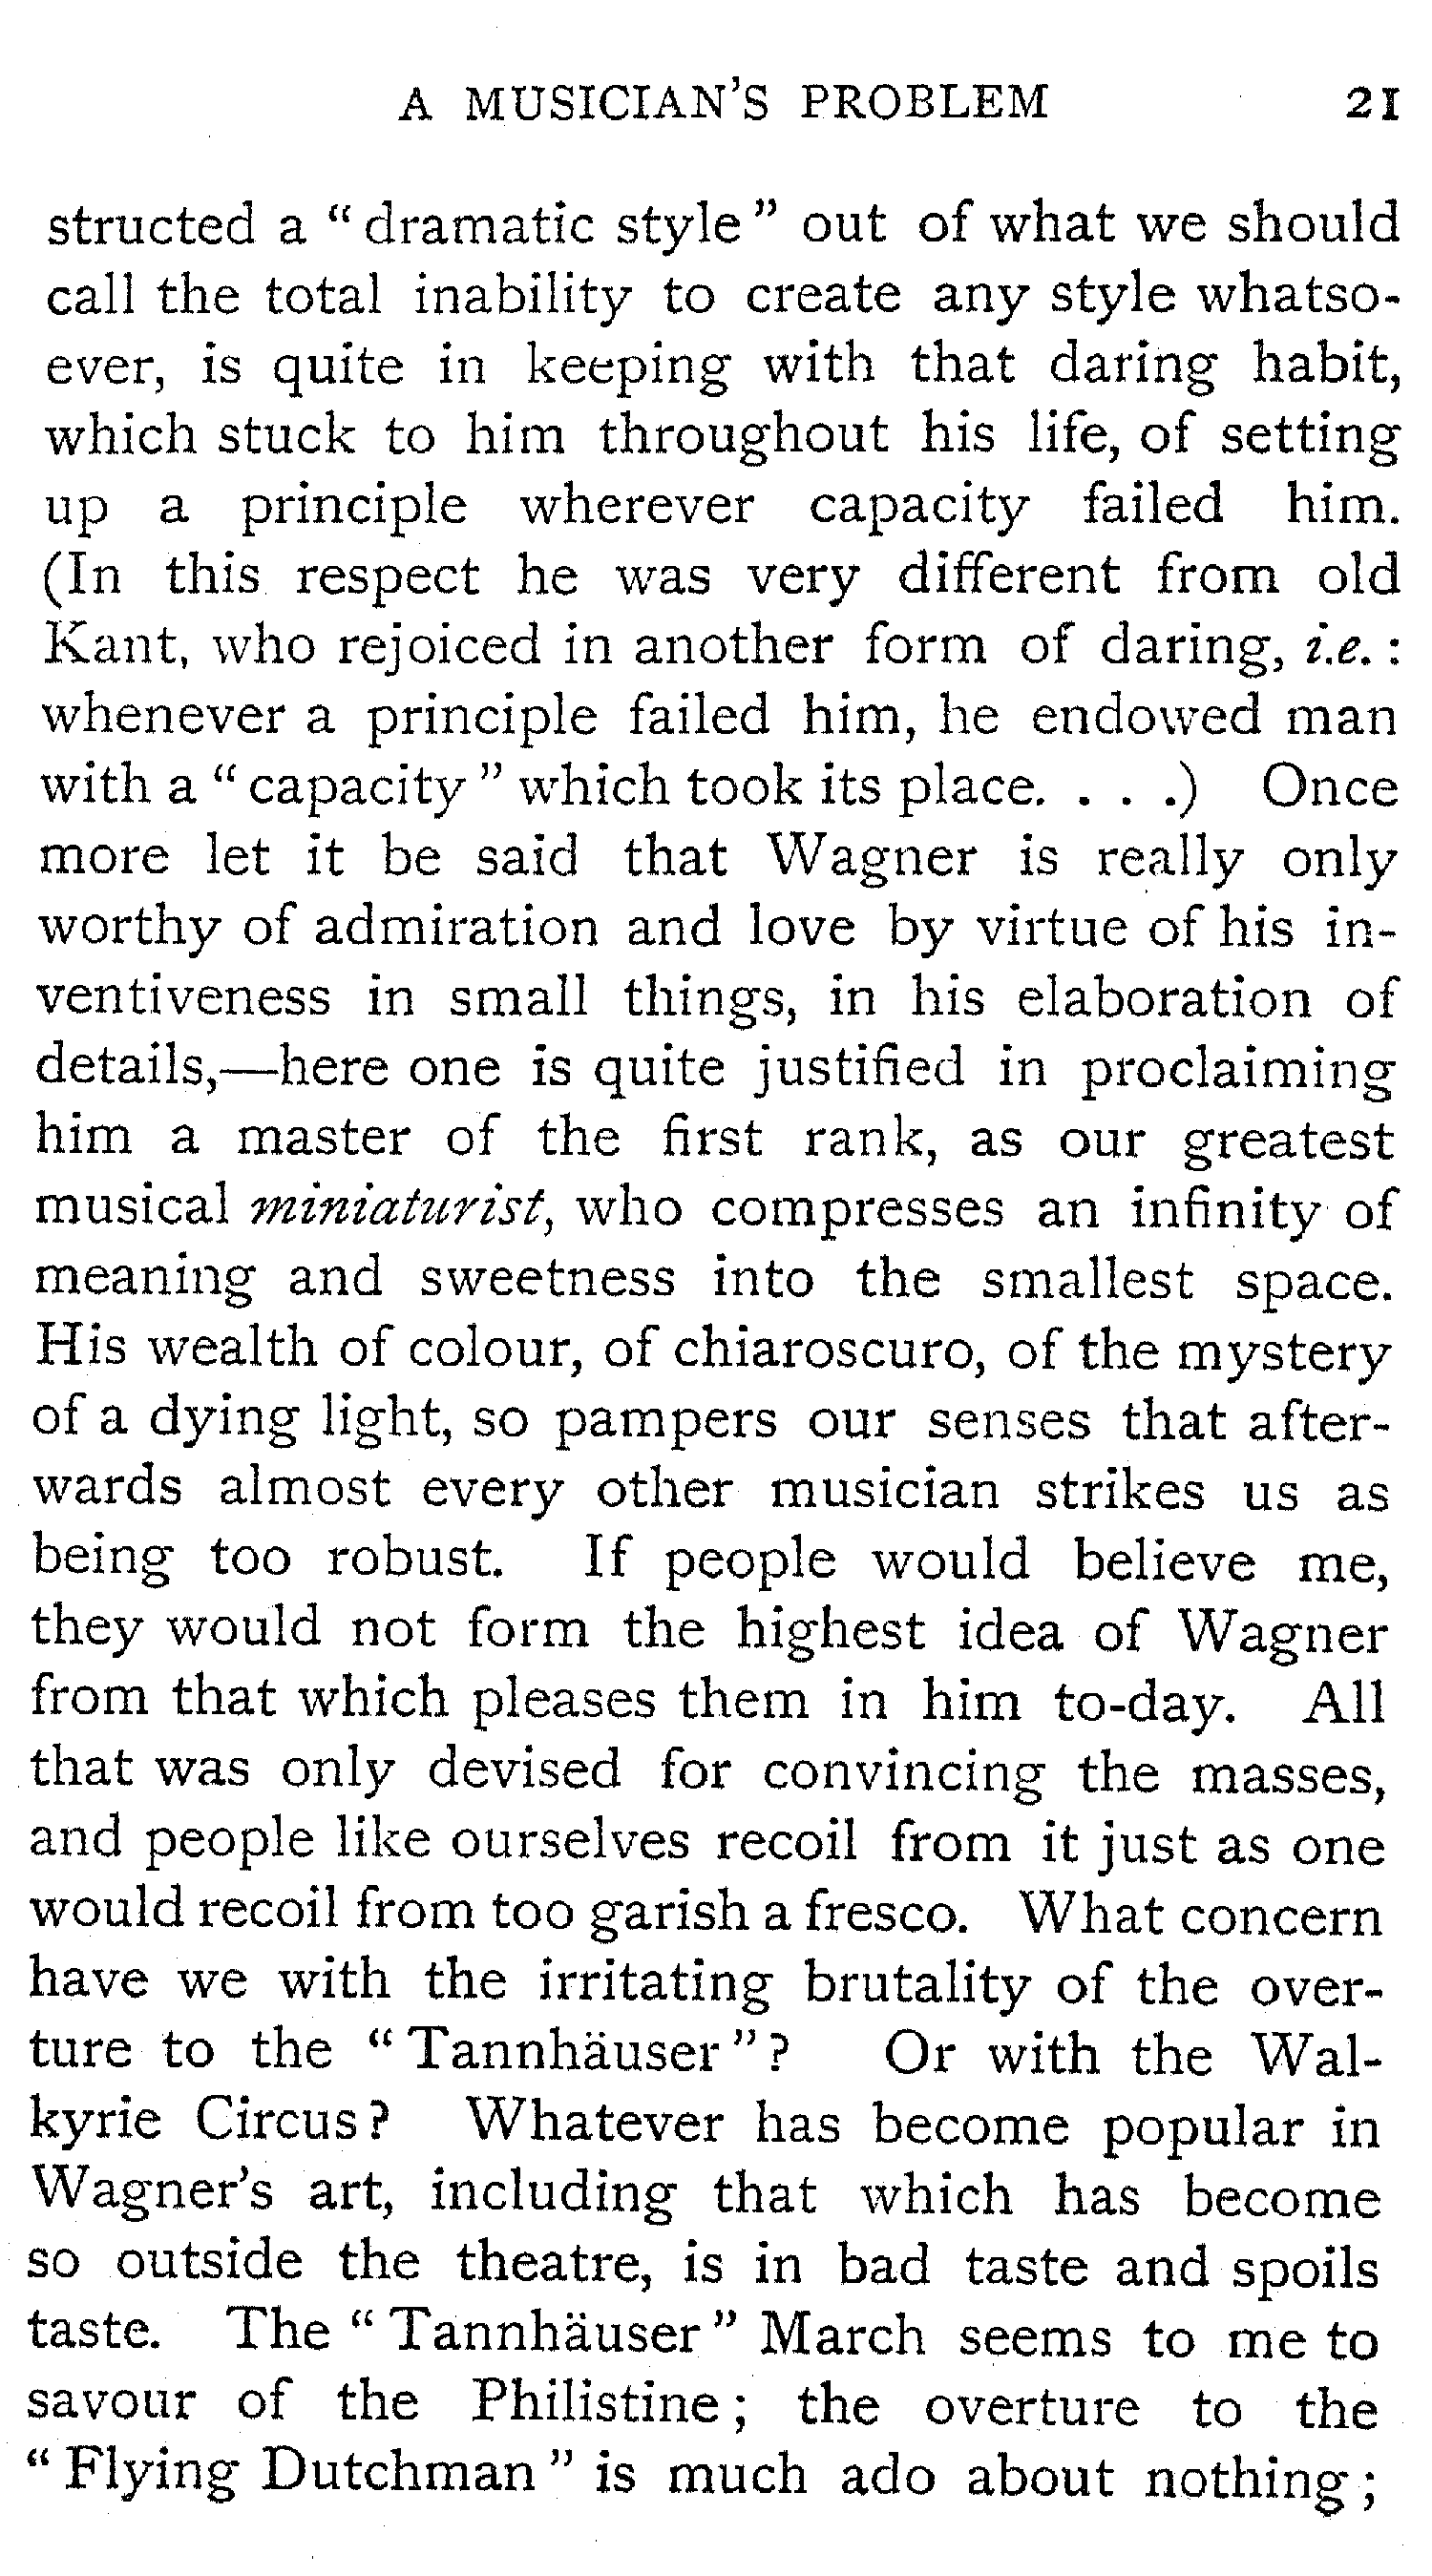 A MUSICIAN'S PROBLEM 21
structed a "dramatic style" out of what we should
call the total inability to create any style whatso-
ever, is quite in keeping with that daring habit,
which stuck to him throughout his life, of setting
up a principle wherever capacity failed him.
(In this respect he was very different from old
Kant, who rejoiced in another form of daring, i.e.:
whenever a principle failed him, he endowed man
with a "capacity" which took its place. . . .) Once
more let it be said that Wagner is really only
worthy of admiration and love by virtue of his in-
ventiveness in small things, in his elaboration of
details,—here one is quite justified in proclaiming
him a master of the first rank, as our greatest
musical miniaturist, who compresses an infinity of
meaning and sweetness into the smallest space.
His wealth of colour, of chiaroscuro, of the mystery
of a dying light, so pampers our senses that after-
wards almost every other musician strikes us as
being too robust. If people would believe me,
they would not form the highest idea of Wagner
from that which pleases them in him to-day. All
that was only devised for convincing the masses,
and people like ourselves recoil from it just as one
would recoil from too garish a fresco. What concern
have we with the irritating brutality of the over-
ture to the "Tannhäuser"? Or with the Wal-
kyrie Circus? Whatever has become popular in
Wagner's art, including that which has become
so outside the theatre, is in bad taste and spoils
taste. The "Tannhäuser" March seems to me to
savour of the Philistine; the overture to the
"Flying Dutchman" is much ado about nothing;